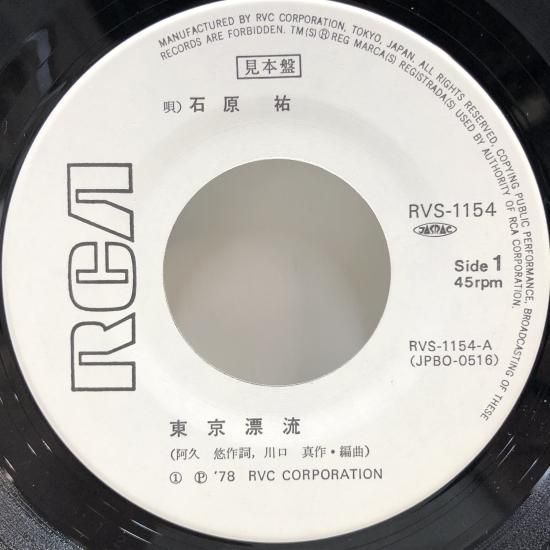 MANUFACTURED BY RVC CORPORATION, TOKYO, JAPAN. ALL RIGHTS RESERVED, COPYING PUBLIC PERFORMANCE, BROADCASTING OF THESE
RECORDS ARE FORBIDDEN. TM(S) ® REG MARCA(S) REGISTRADA(S) USED BY AUTHORITY OF RCA CORPORATION.
見本盤
唄) 石原 祐
RCA
RVS-1154
JASRAC
Side 1
45rpm
RVS-1154-A
(JPBO-0516)
東京漂流
(阿久 悠作詞, 川口 真作・編曲)
① ℗ '78 RVC CORPORATION